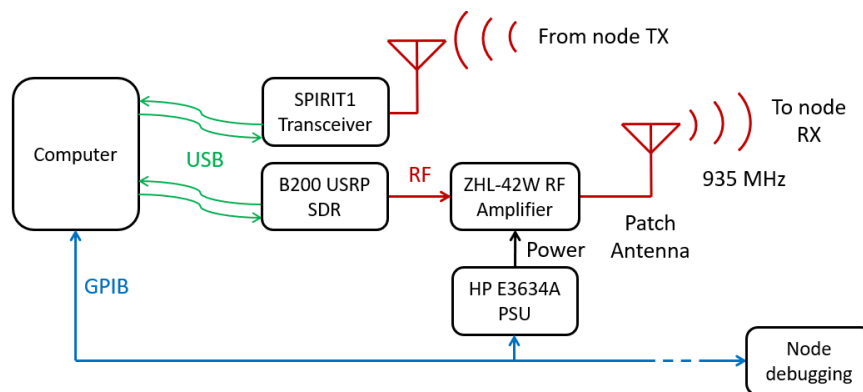 From node TX
SPIRIT1
Transceiver
To node
RX
Computer
USB
B200 USRP
SDR
RF
ZHL-42W RF
Amplifier
935 MHz
Patch
Antenna
Power
GPIB
HP E3634A
PSU
Node
debugging